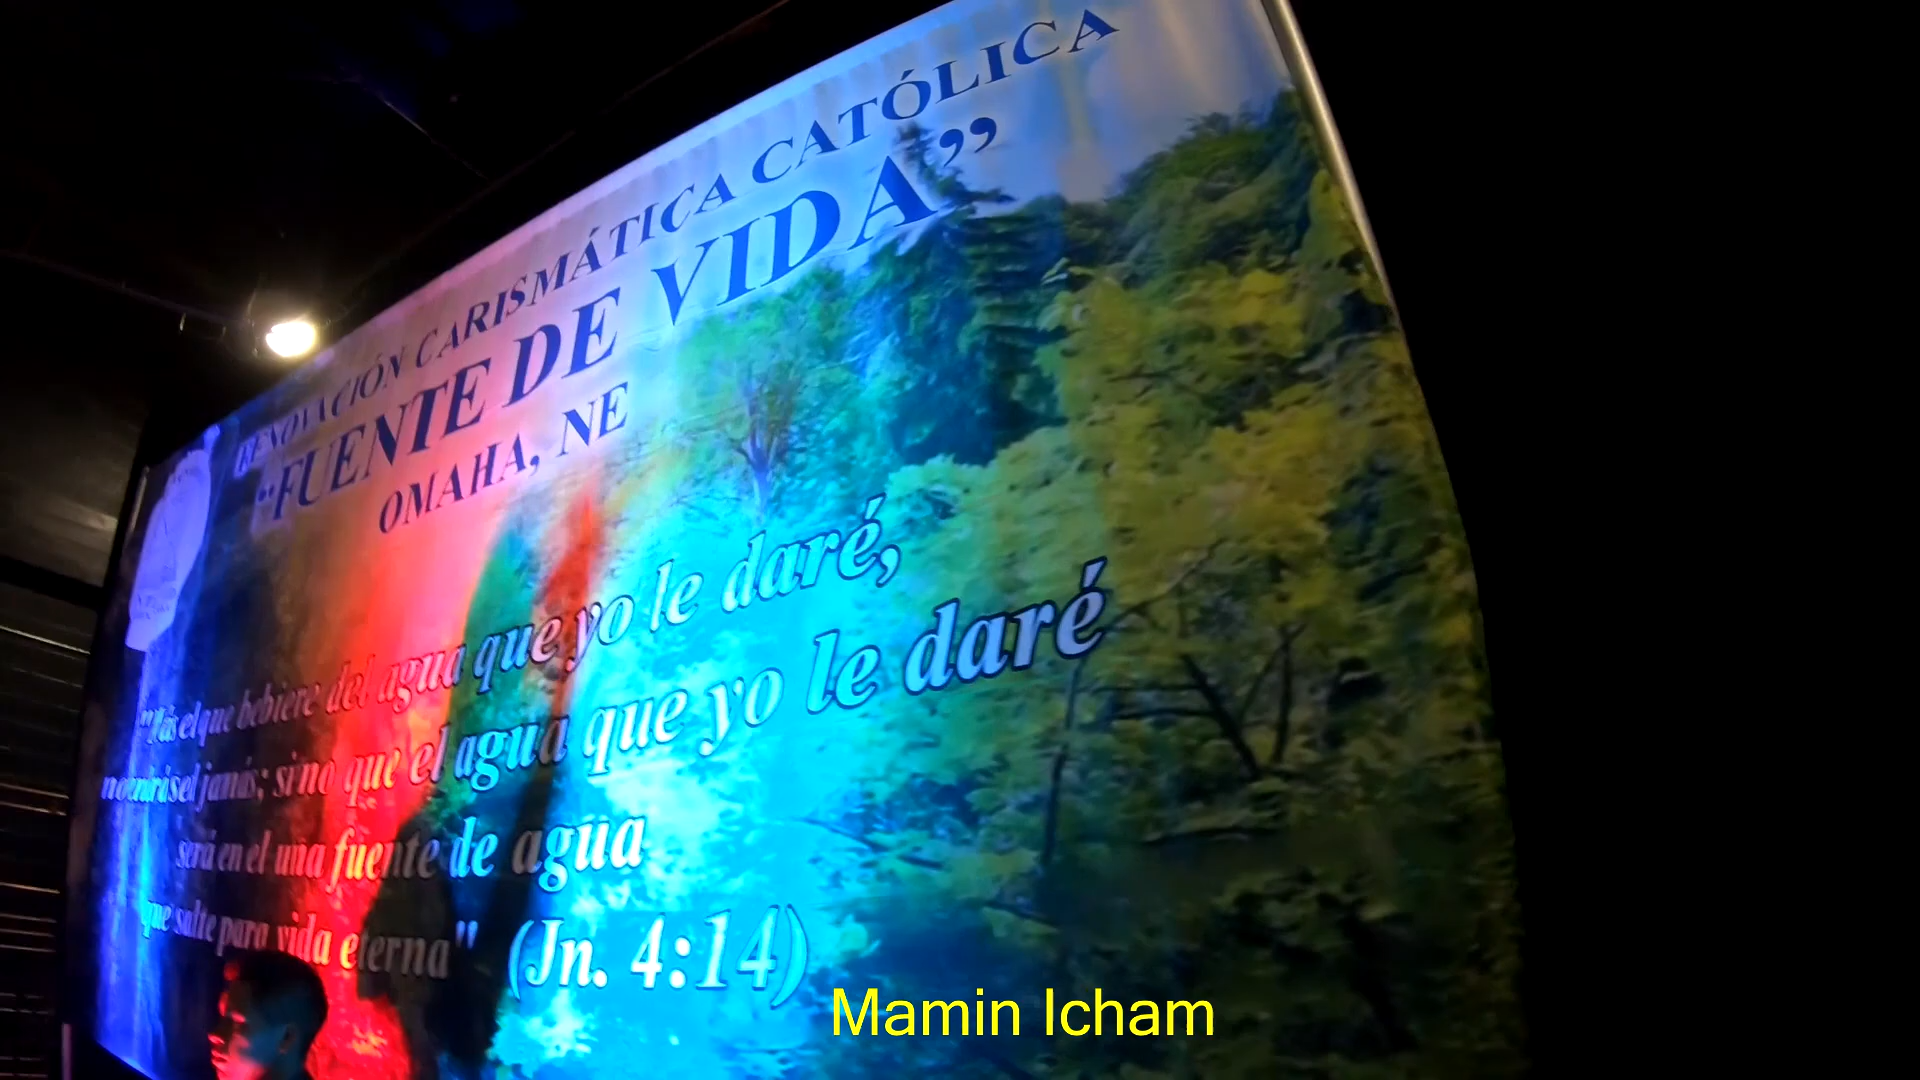 RENOVACIÓN CARISMÁTICA CATÓLICA
“FUENTE DE VIDA”
OMAHA, NE
"Mas el que bebiere del agua que yo le daré,
no tendrá sed jamás; sino que el agua que yo le daré
será en el una fuente de agua
que salte para vida eterna" (Jn. 4:14)
Mamin Icham